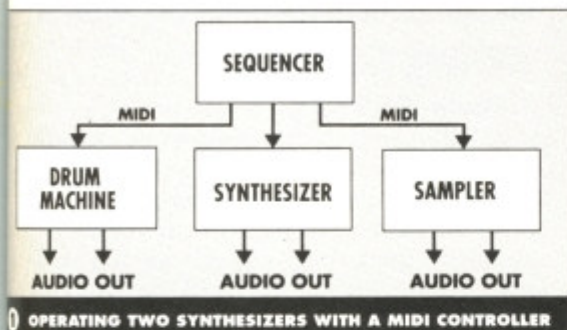 SEQUENCER
MIDI MIDI
DRUM
MACHINE
SYNTHESIZER
SAMPLER
AUDIO OUT AUDIO OUT AUDIO OUT
OPERATING TWO SYNTHESIZERS WITH A MIDI CONTROLLER